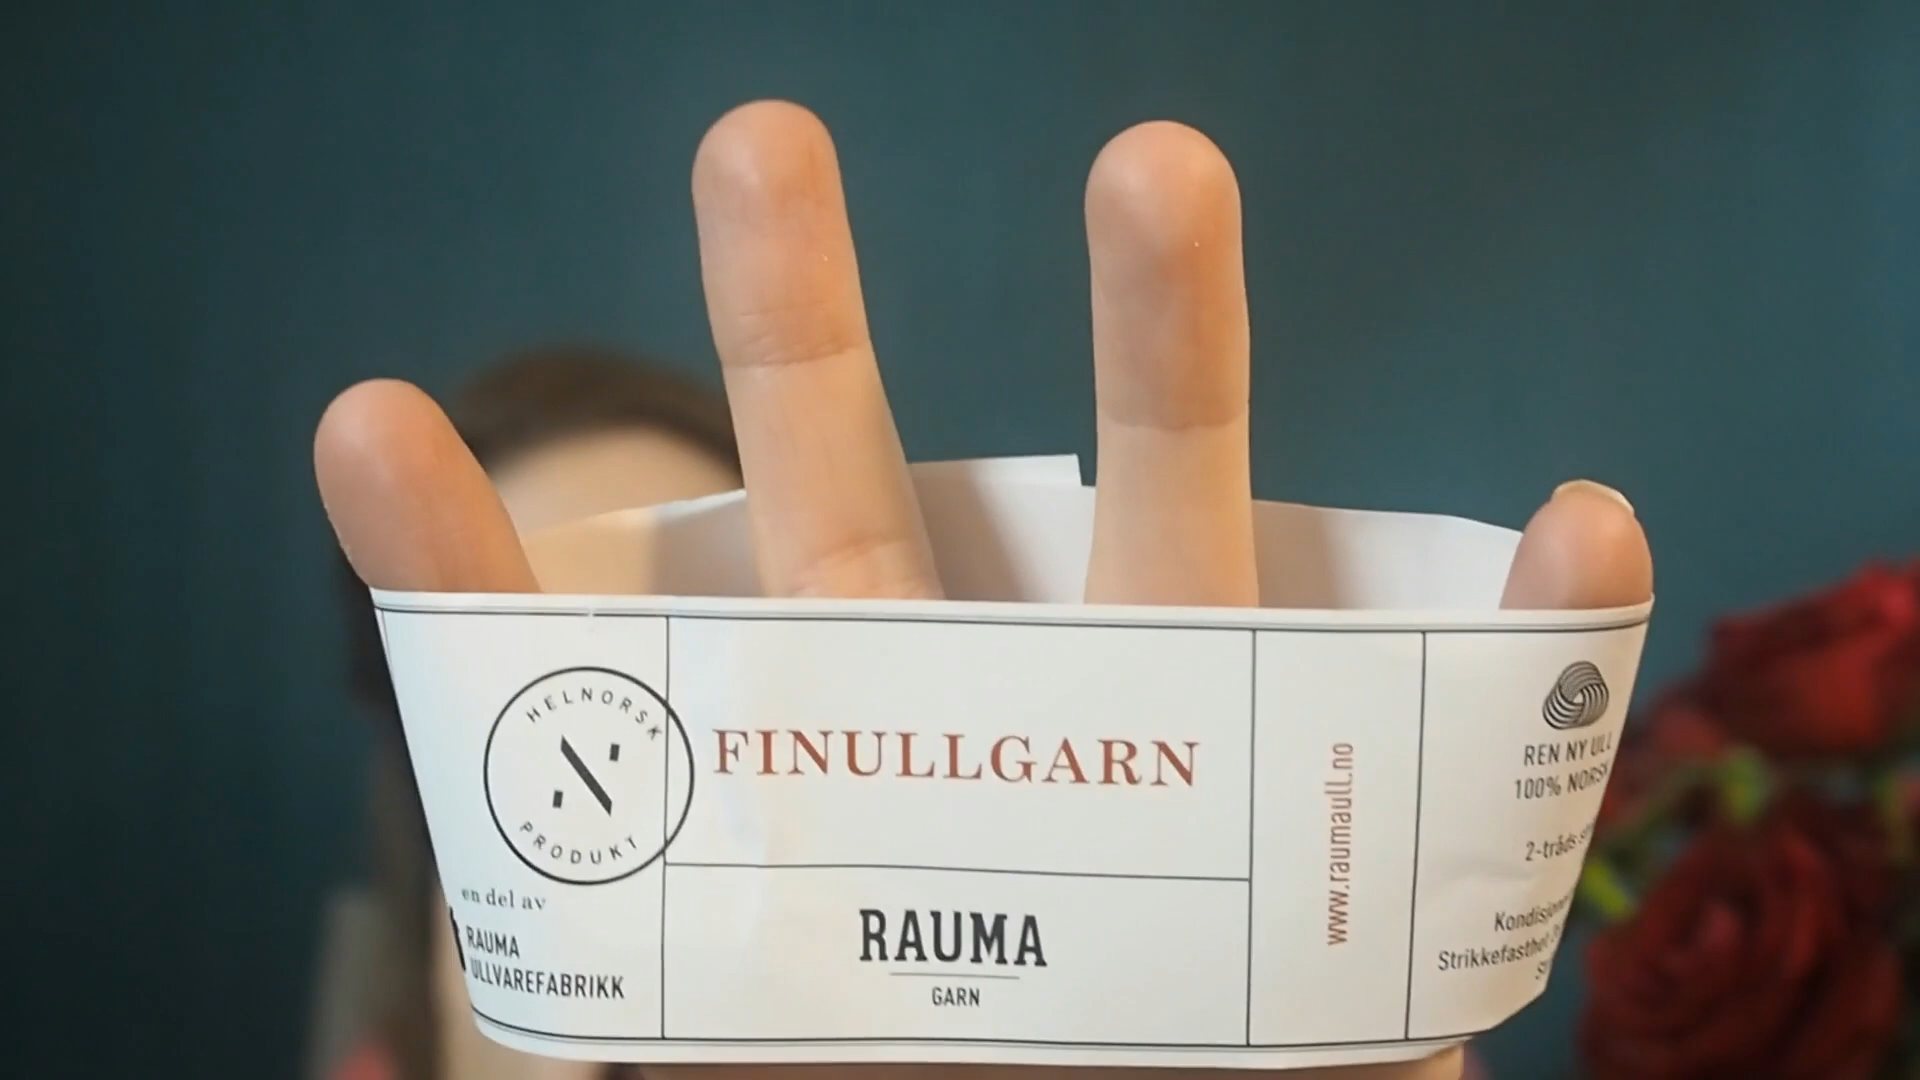 HELNORSK
PRODUKT
en del av
RAUMA
ULLVAREFABRIKK
FINULLGARN
RAUMA
GARN
www.raumaull.no
REN NY ULL
100% NORSK
2-tråds